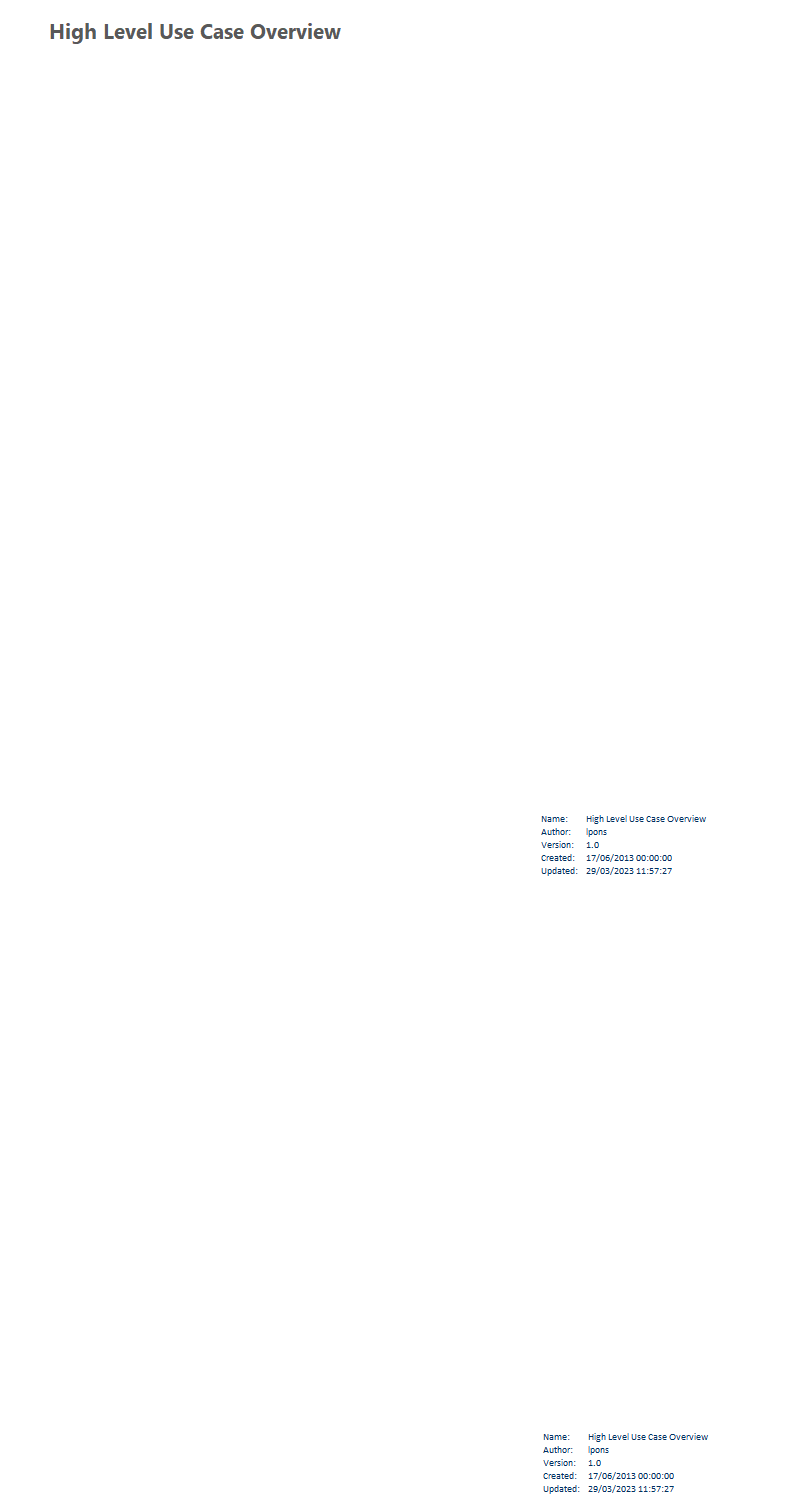 High Level Use Case Overview
Name: High Level Use Case Overview
Author: lpons
Version: 1.0
Created: 17/06/2013 00:00:00
Updated: 29/03/2023 11:57:27
Name: High Level Use Case Overview
Author: lpons
Version: 1.0
Created: 17/06/2013 00:00:00
Updated: 29/03/2023 11:57:27